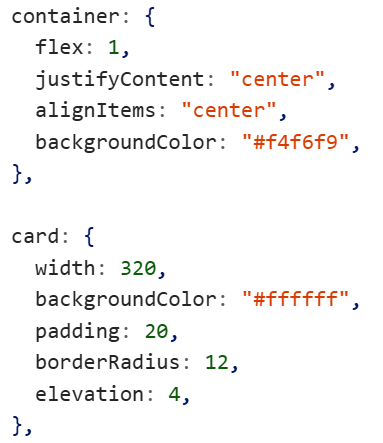 container: {
  flex: 1,
  justifyContent: "center",
  alignItems: "center",
  backgroundColor: "#f4f6f9",
},

card: {
  width: 320,
  backgroundColor: "#ffffff",
  padding: 20,
  borderRadius: 12,
  elevation: 4,
},